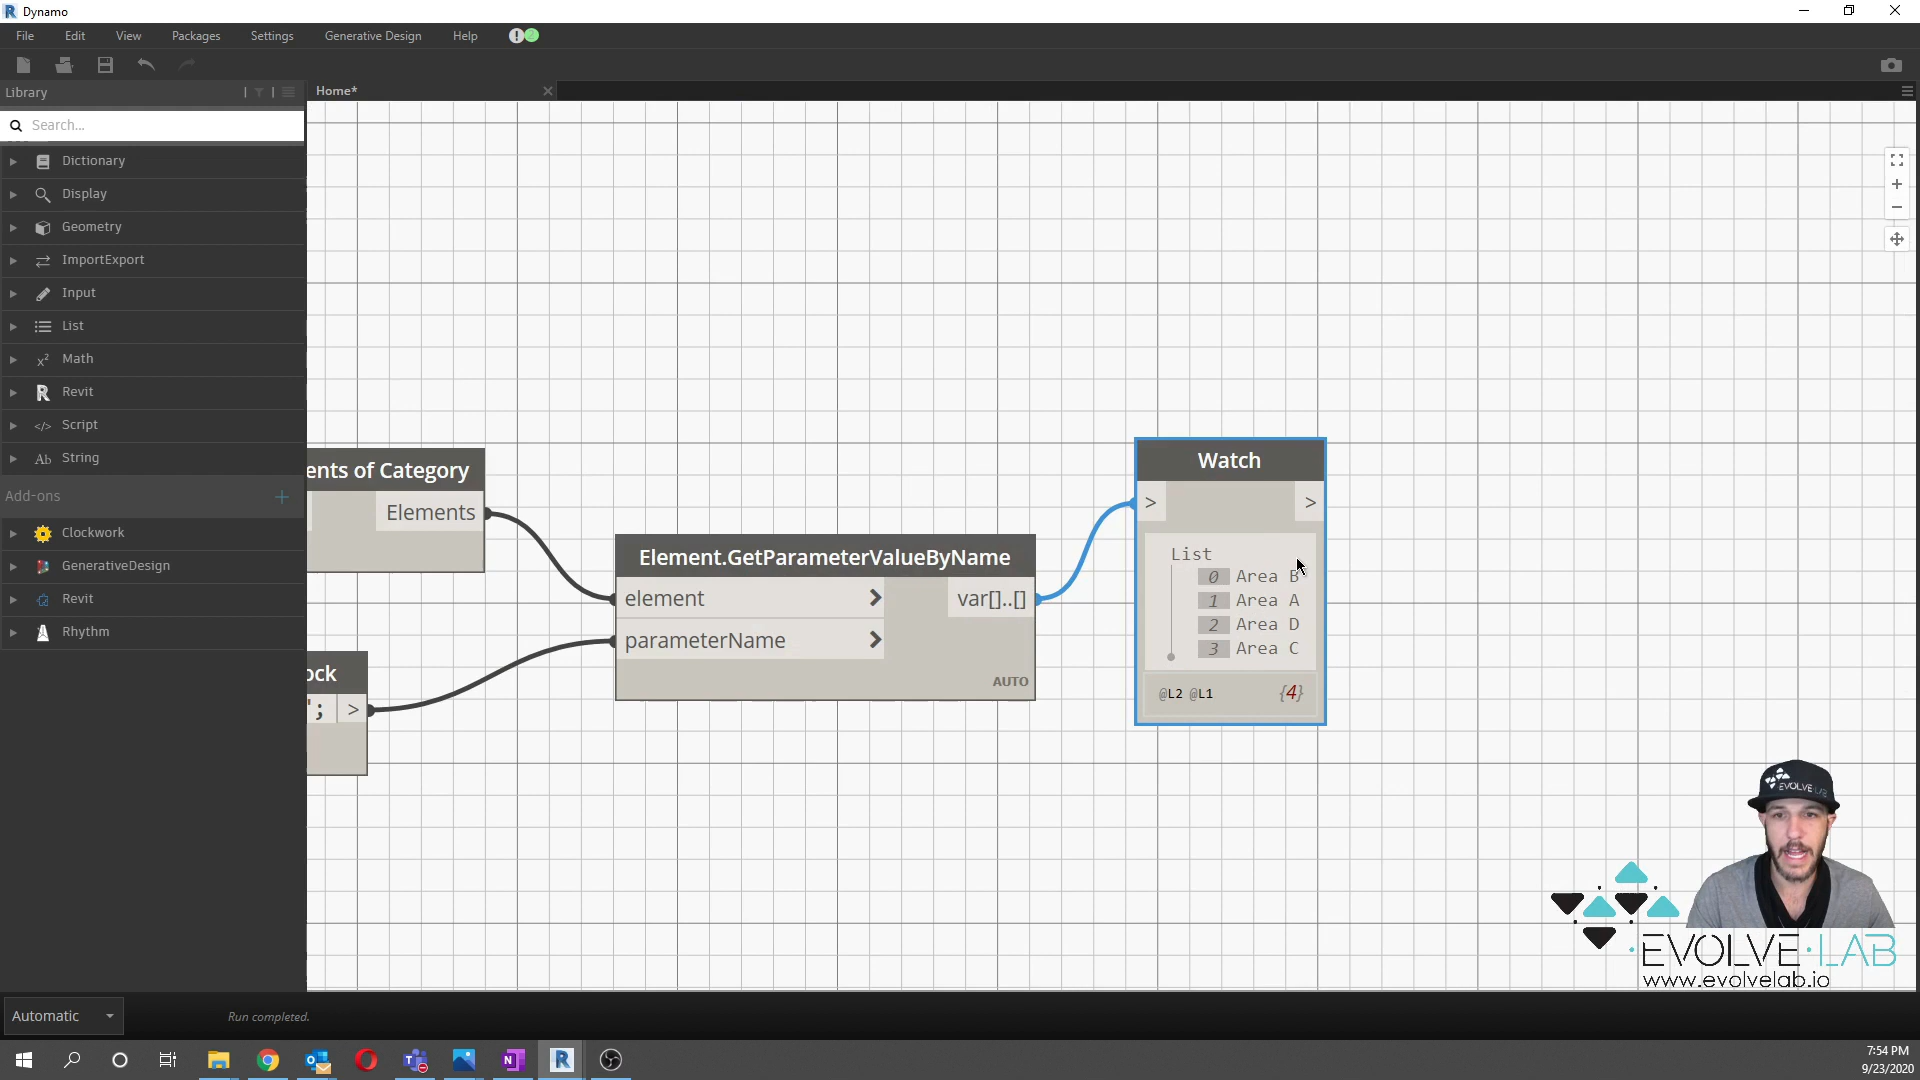 Dynamo
File Edit View Packages Settings Generative Design Help
Library
Home*
Search...
Dictionary
Display
Geometry
ImportExport
Input
List
Math
Revit
Script
String
Add-ons
Clockwork
GenerativeDesign
Revit
Rhythm
ents of Category
Elements
ock
"; >
Element.GetParameterValueByName
element > var[]..[]
parameterName >
AUTO
Watch
> >
List
0 Area B
1 Area A
2 Area D
3 Area C
@L2 @L1 {4}
EVOLVE LAB
EVOLVE·LAB
www.evolvelab.io
Automatic
Run completed.
7:54 PM
9/23/2020